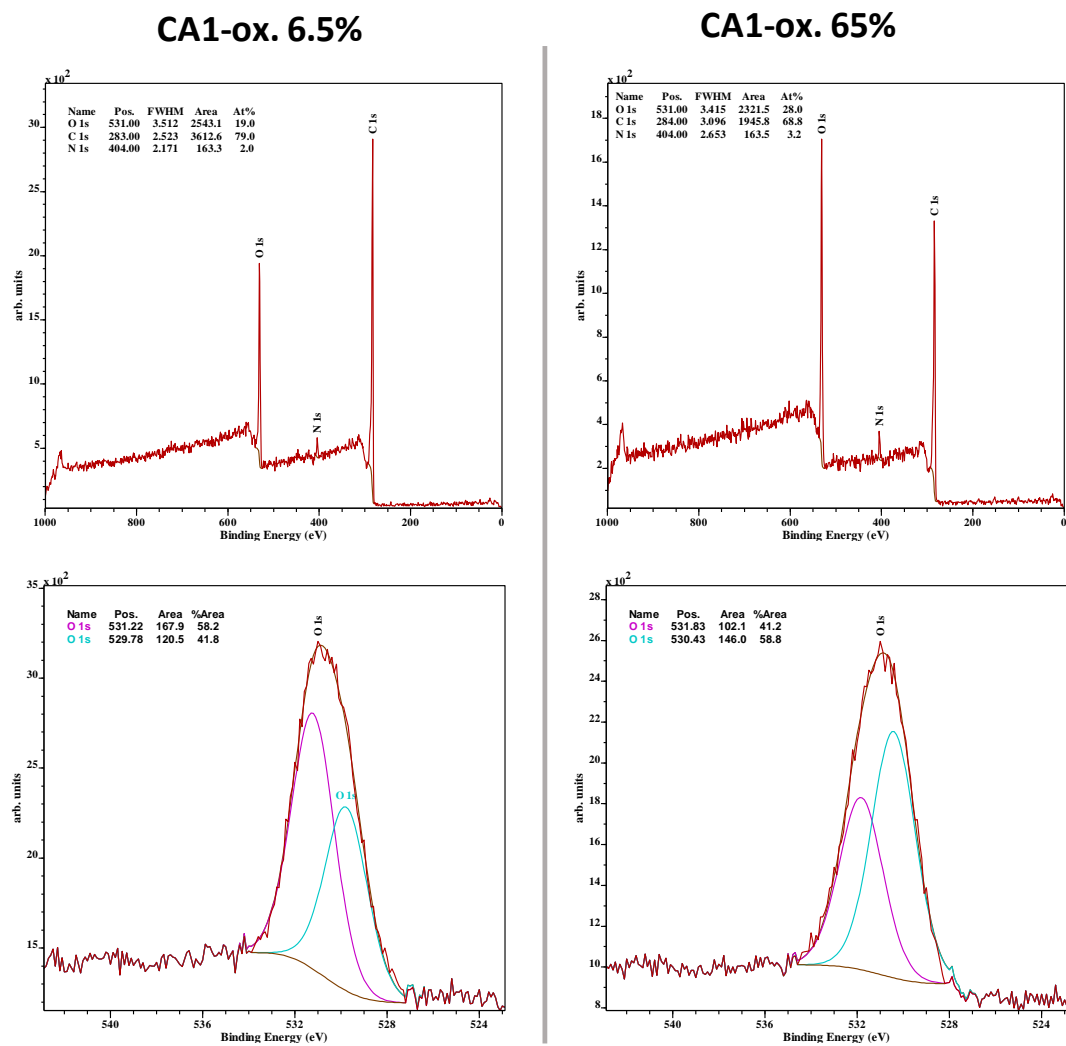 CA1-ox. 6.5%
CA1-ox. 65%
x 10²
Name Pos. FWHM Area At%
O 1s 531.00 3.512 2543.1 19.0
C 1s 283.00 2.523 3612.6 79.0
N 1s 404.00 2.171 163.3 2.0
C 1s
O 1s
N 1s
30
25
20
15
10
5
arb. units
1000 800 600 400 200 0
Binding Energy (eV)
x 10²
Name Pos. FWHM Area At%
O 1s 531.00 3.415 2321.5 28.0
C 1s 284.00 3.096 1945.8 68.8
N 1s 404.00 2.653 163.5 3.2
O 1s
C 1s
N 1s
18
16
14
12
10
8
6
4
2
arb. units
1000 800 600 400 200 0
Binding Energy (eV)
x 10²
Name Pos. Area %Area
O 1s 531.22 167.9 58.2
O 1s 529.78 120.5 41.8
O 1s
O 1s
35
30
25
20
15
arb. units
540 536 532 528 524
Binding Energy (eV)
x 10²
Name Pos. Area %Area
O 1s 531.83 102.1 41.2
O 1s 530.43 146.0 58.8
O 1s
28
26
24
22
20
18
16
14
12
10
8
arb. units
540 536 532 528 524
Binding Energy (eV)